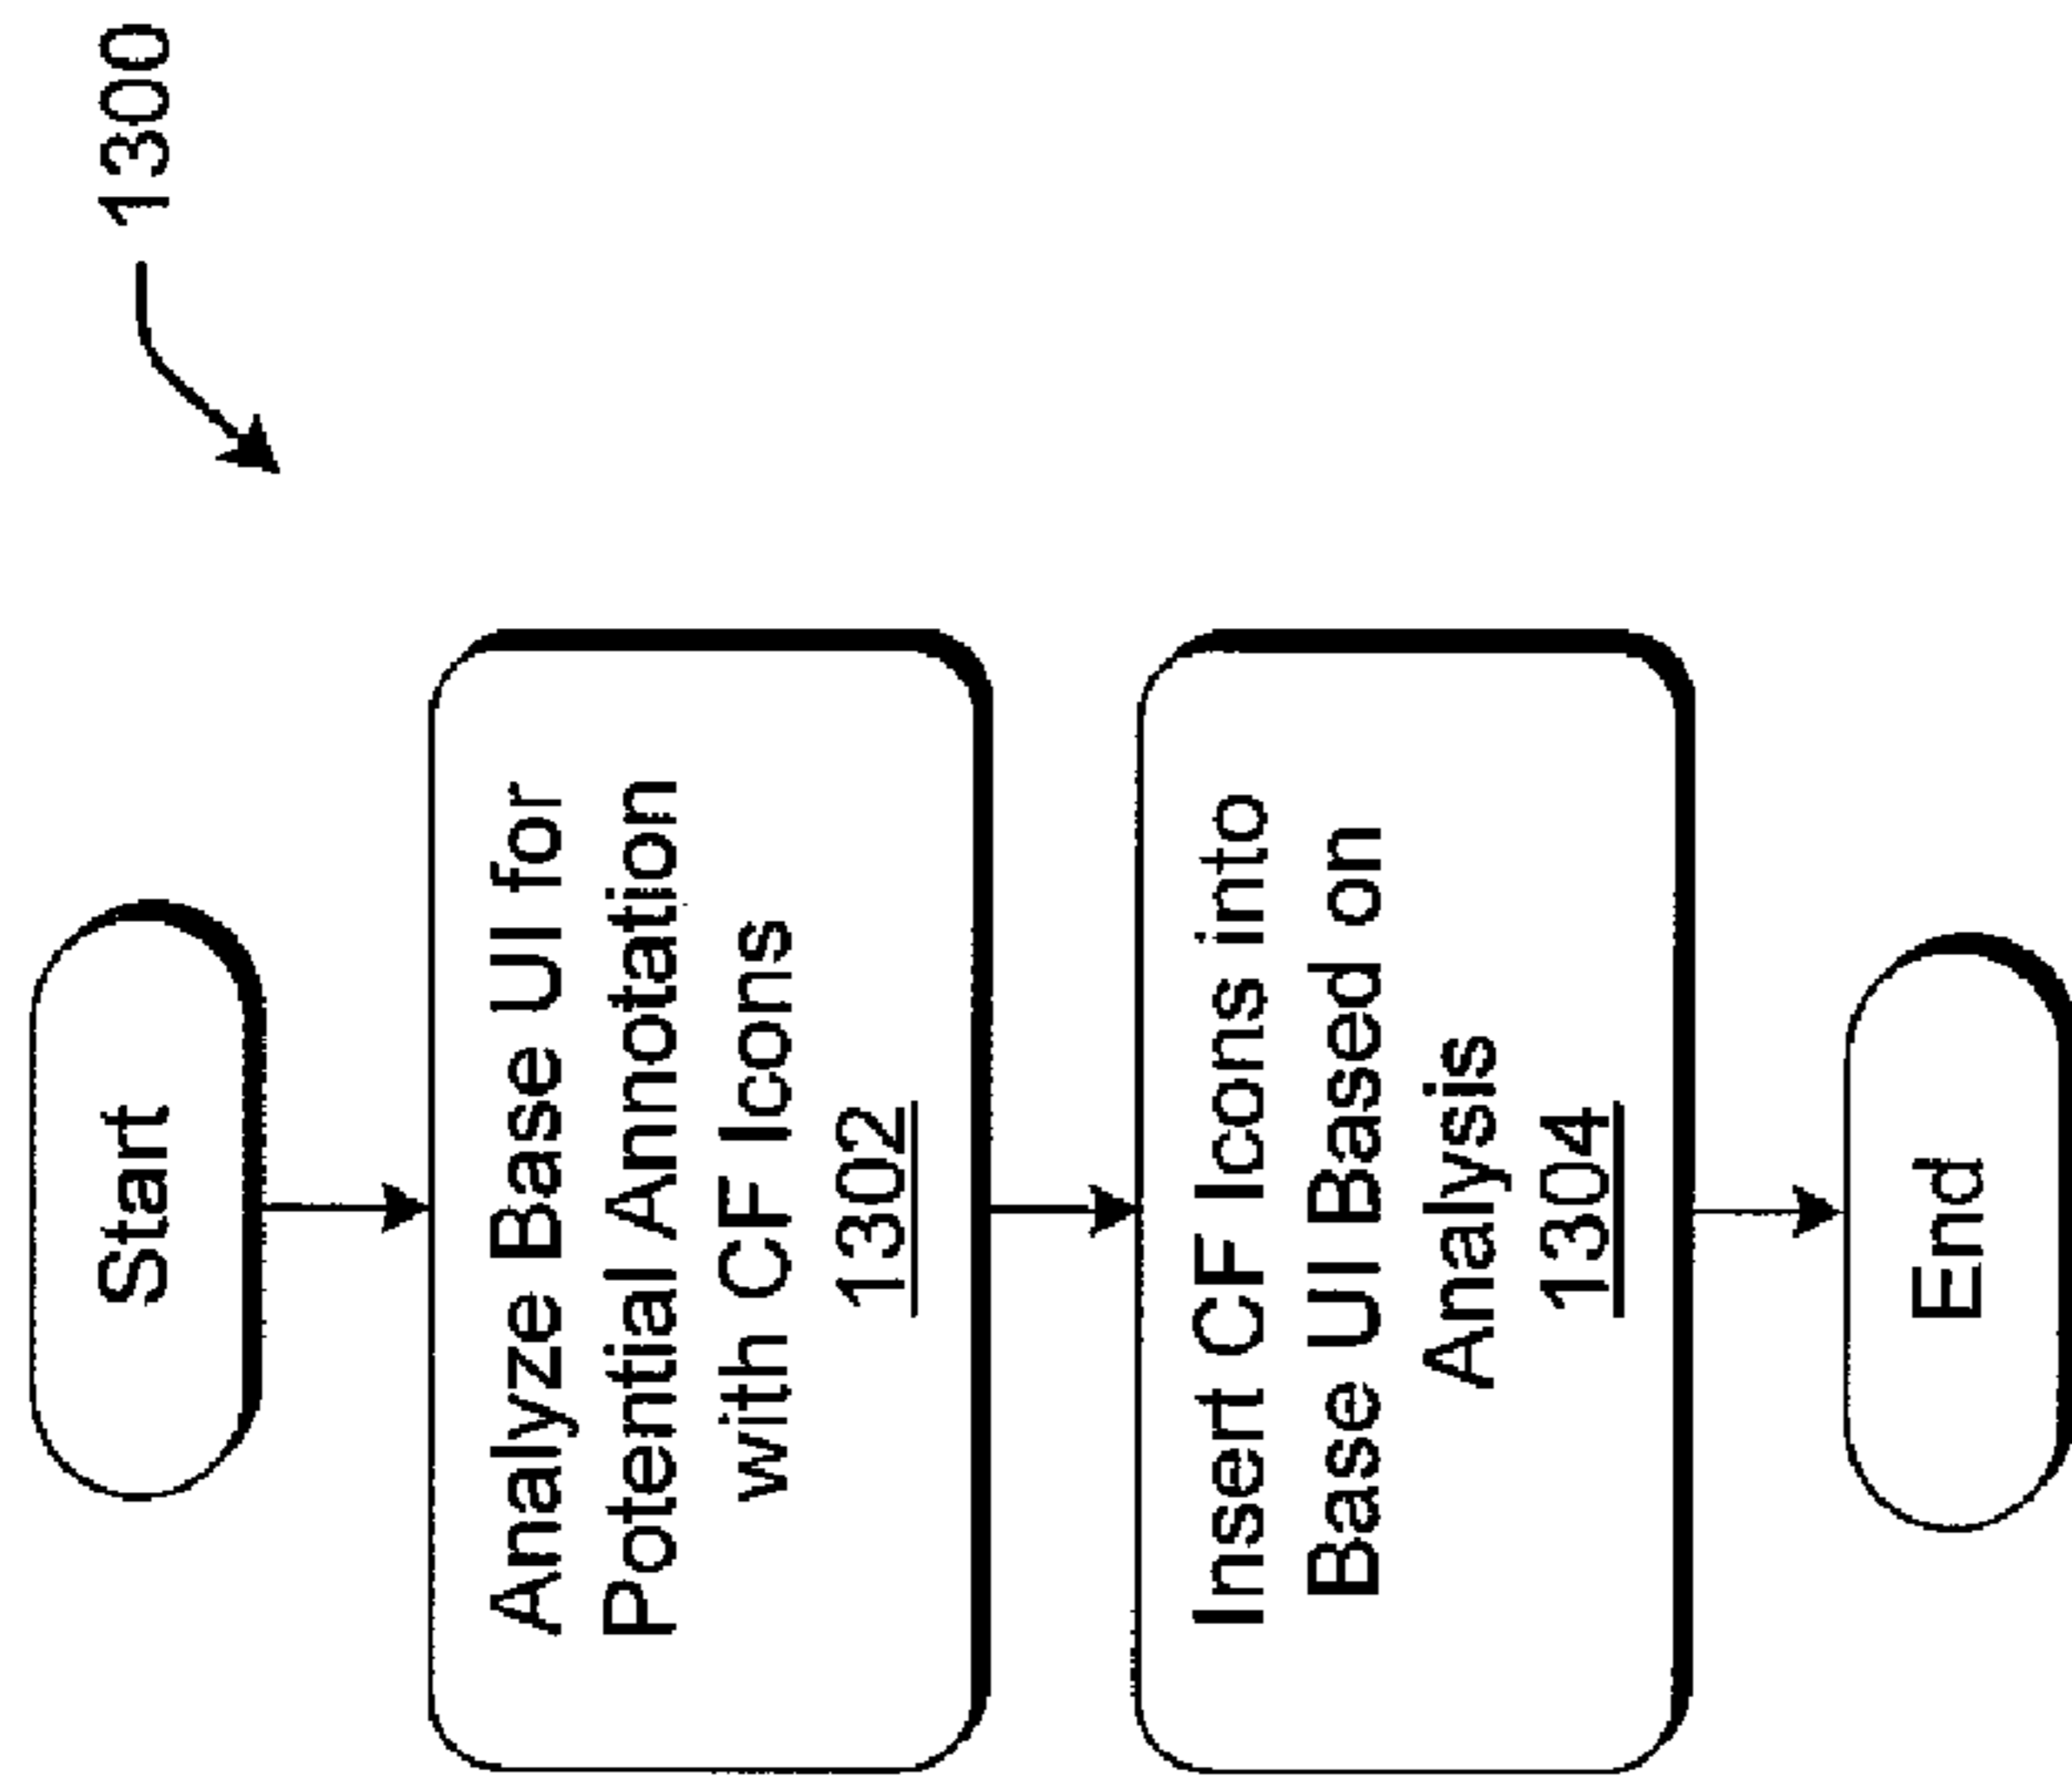 1300
Start
Analyze Base UI for
Potential Annotation
with CF Icons
1302
Insert CF Icons into
Base UI Based on
Analysis
1304
End